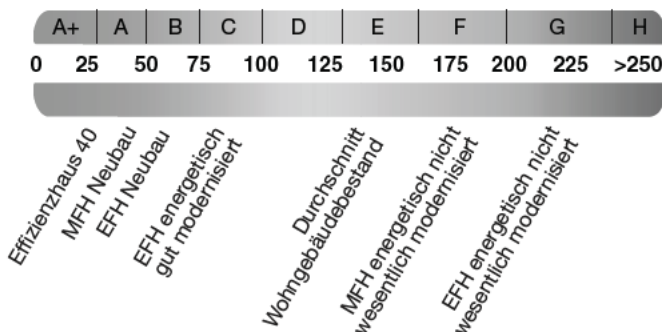 A+ A B C D E F G H
0 25 50 75 100 125 150 175 200 225 >250
Effizienzhaus 40
MFH Neubau
EFH Neubau
EFH energetisch
gut modernisiert
Durchschnitt
Wohngebäudebestand
MFH energetisch nicht
wesentlich modernisiert
EFH energetisch nicht
wesentlich modernisiert